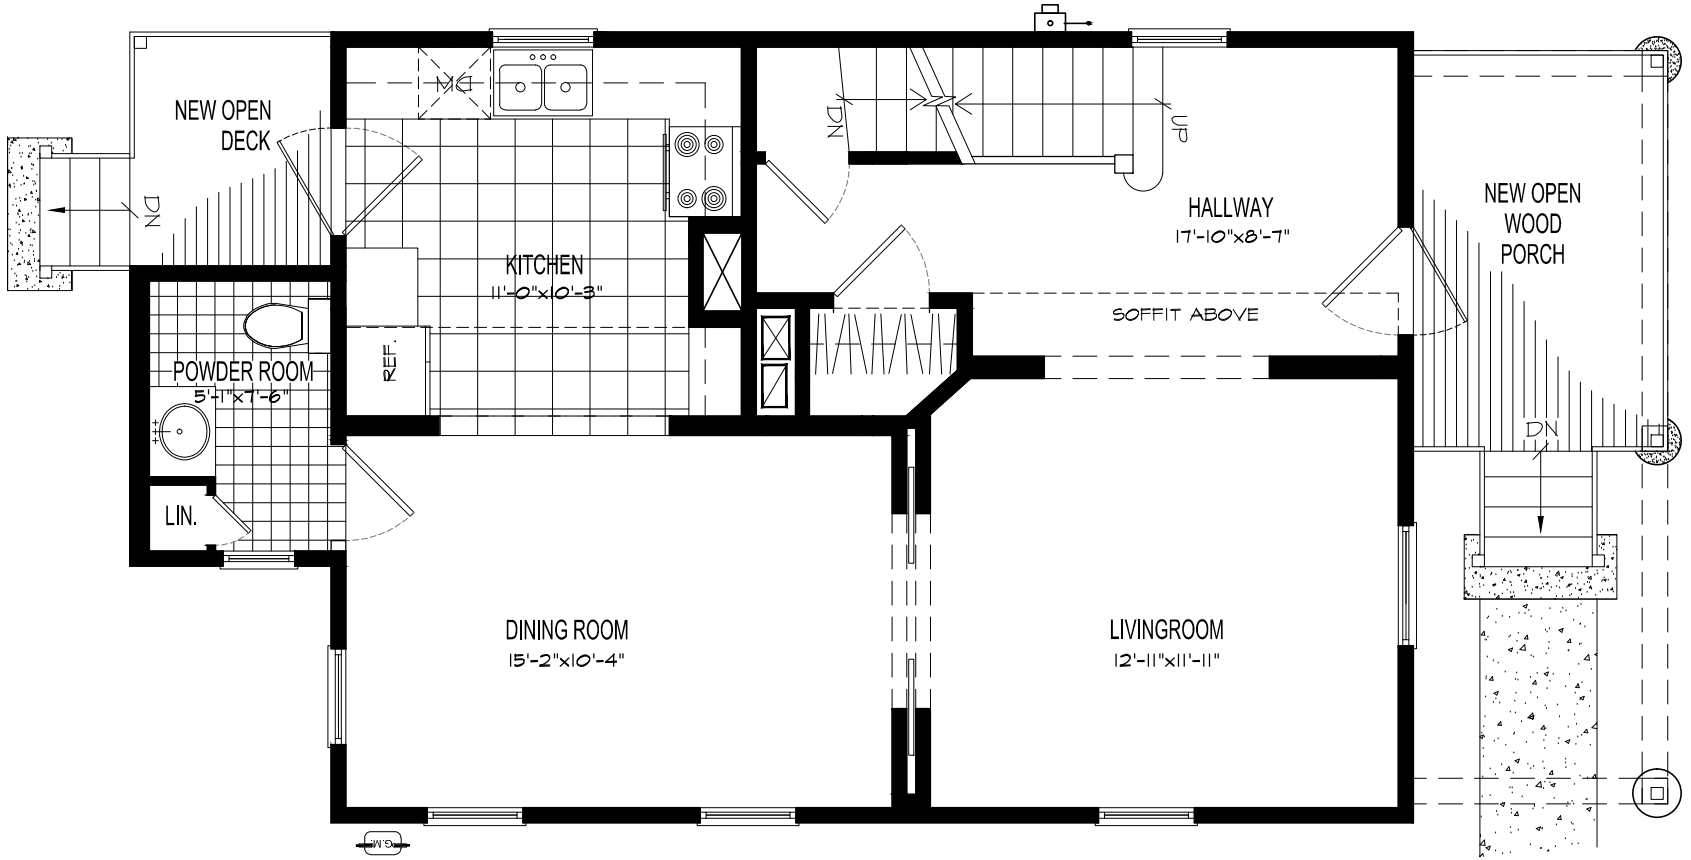 NEW OPEN
DECK
DN
DW
KITCHEN
11'-0"x10'-3"
REF.
POWDER ROOM
5'-1"x7'-6"
LIN.
DN
UP
HALLWAY
17'-10"x8'-7"
SOFFIT ABOVE
NEW OPEN
WOOD
PORCH
DN
DINING ROOM
15'-2"x10'-4"
LIVINGROOM
12'-11"x11'-11"
G.M.